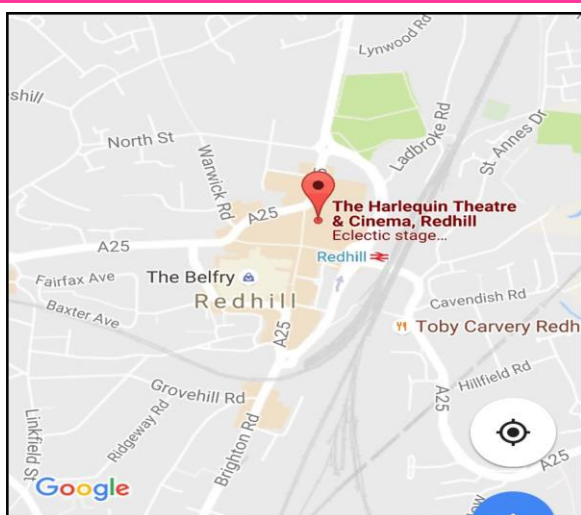 Lynwood Rd
shill
North St
Warwick Rd
Ladbroke Rd
St. Annes Dr
A25
The Harlequin Theatre
& Cinema, Redhill
Eclectic stage...
A25
Redhill
The Belfry
Fairfax Ave
Redhill
Cavendish Rd
Baxter Ave
Toby Carvery Redh
A25
Hillfield Rd
Grovehill Rd
A25
Ridgeway Rd
Linkfield St
Brighton Rd
A25
Google